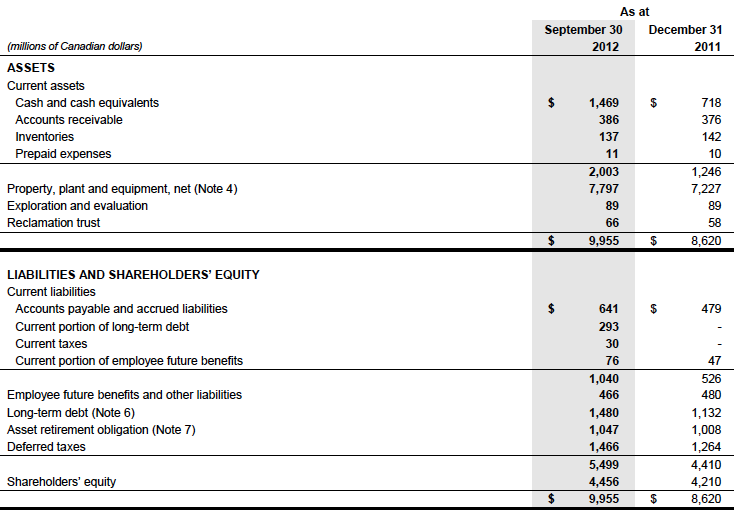 As at
September 30 December 31
(millions of Canadian dollars) 2012 2011
ASSETS
Current assets
Cash and cash equivalents $ 1,469 $ 718
Accounts receivable 386 376
Inventories 137 142
Prepaid expenses 11 10
2,003 1,246
Property, plant and equipment, net (Note 4) 7,797 7,227
Exploration and evaluation 89 89
Reclamation trust 66 58
$ 9,955 $ 8,620
LIABILITIES AND SHAREHOLDERS' EQUITY
Current liabilities
Accounts payable and accrued liabilities $ 641 $ 479
Current portion of long-term debt 293 -
Current taxes 30 -
Current portion of employee future benefits 76 47
1,040 526
Employee future benefits and other liabilities 466 480
Long-term debt (Note 6) 1,480 1,132
Asset retirement obligation (Note 7) 1,047 1,008
Deferred taxes 1,466 1,264
5,499 4,410
Shareholders' equity 4,456 4,210
$ 9,955 $ 8,620